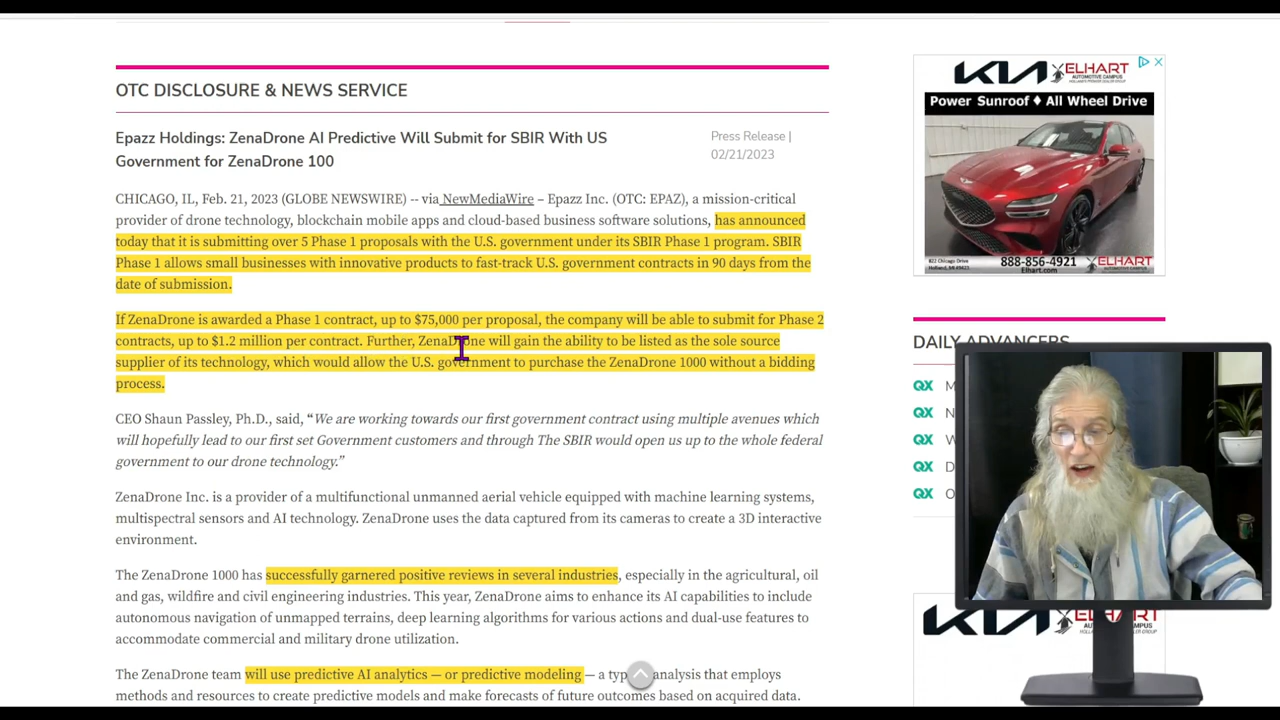 OTC DISCLOSURE & NEWS SERVICE
Epazz Holdings: ZenaDrone AI Predictive Will Submit for SBIR With US
Government for ZenaDrone 100
Press Release |
02/21/2023
CHICAGO, IL, Feb. 21, 2023 (GLOBE NEWSWIRE) -- via NewMediaWire – Epazz Inc. (OTC: EPAZ), a mission-critical
provider of drone technology, blockchain mobile apps and cloud-based business software solutions, has announced
today that it is submitting over 5 Phase 1 proposals with the U.S. government under its SBIR Phase 1 program. SBIR
Phase 1 allows small businesses with innovative products to fast-track U.S. government contracts in 90 days from the
date of submission.
If ZenaDrone is awarded a Phase 1 contract, up to $75,000 per proposal, the company will be able to submit for Phase 2
contracts, up to $1.2 million per contract. Further, ZenaDrone will gain the ability to be listed as the sole source
supplier of its technology, which would allow the U.S. government to purchase the ZenaDrone 1000 without a bidding
process.
CEO Shaun Passley, Ph.D., said, “We are working towards our first government contract using multiple avenues which
will hopefully lead to our first set Government customers and through The SBIR would open us up to the whole federal
government to our drone technology.”
ZenaDrone Inc. is a provider of a multifunctional unmanned aerial vehicle equipped with machine learning systems,
multispectral sensors and AI technology. ZenaDrone uses the data captured from its cameras to create a 3D interactive
environment.
The ZenaDrone 1000 has successfully garnered positive reviews in several industries, especially in the agricultural, oil
and gas, wildfire and civil engineering industries. This year, ZenaDrone aims to enhance its AI capabilities to include
autonomous navigation of unmapped terrains, deep learning algorithms for various actions and dual-use features to
accommodate commercial and military drone utilization.
The ZenaDrone team will use predictive AI analytics — or predictive modeling — a typ analysis that employs
methods and resources to create predictive models and make forecasts of future outcomes based on acquired data.
KIA ELHART
AUTOMOTIVE CAMPUS
Power Sunroof ♦ All Wheel Drive
822 Chicago Drive
Holland, MI 49423
888-856-4921
Elhart.com
ELHART
DAILY ADVANCERS
QX M
QX N
QX W
QX D
QX O
KIA ELHART